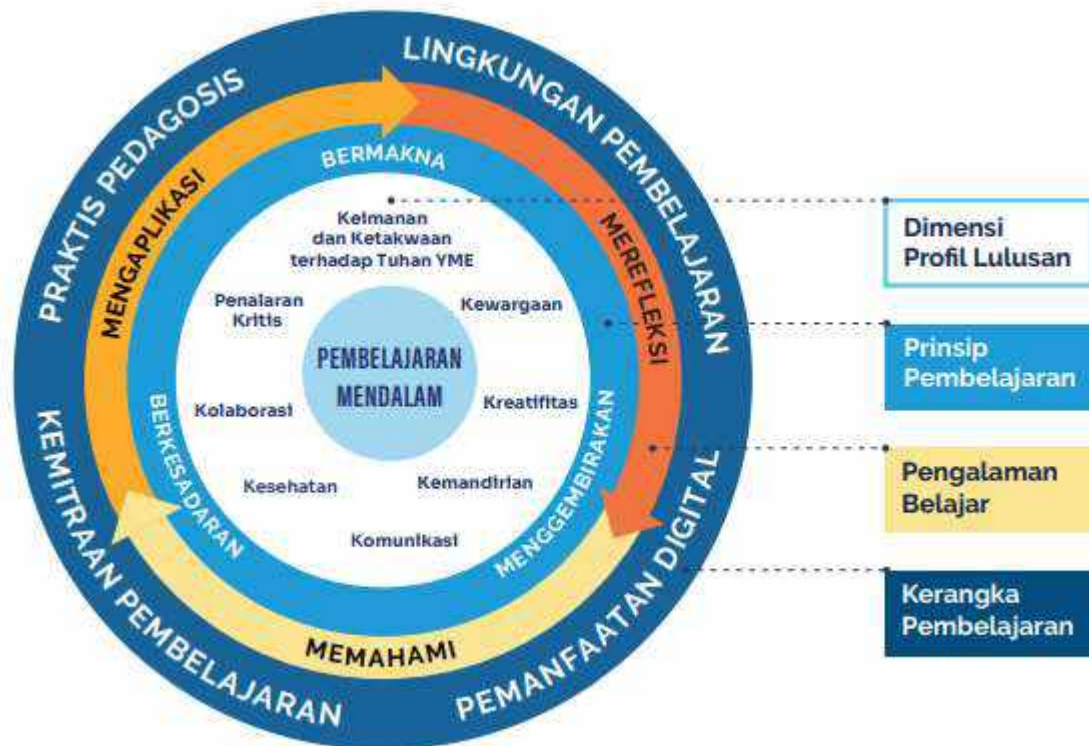 PRAKTIS PEDAGOSIS
LINGKUNGAN PEMBELAJARAN
PEMANFAATAN DIGITAL
KEMITRAAN PEMBELAJARAN
MENGAPLIKASI
MEREFLEKSI
MEMAHAMI
BERMAKNA
MENGGEMBIRAKAN
BERKESADARAN
Keimanan
dan Ketakwaan
terhadap Tuhan YME
Penalaran
Kritis
Kewargaan
Kolaborasi
Kreatifitas
Kesehatan
Kemandirian
Komunikasi
PEMBELAJARAN
MENDALAM
Dimensi
Profil Lulusan
Prinsip
Pembelajaran
Pengalaman
Belajar
Kerangka
Pembelajaran